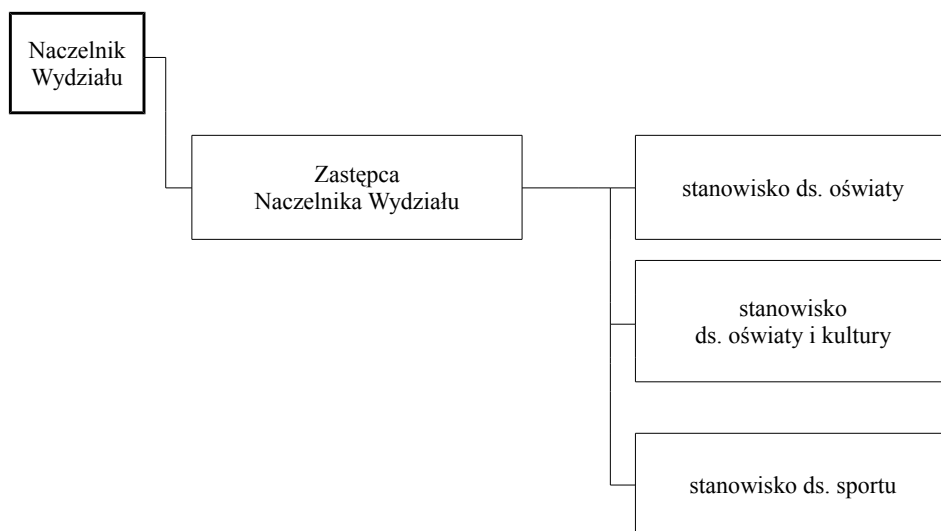 Naczelnik
Wydziału
Zastępca
Naczelnika Wydziału
stanowisko ds. oświaty
stanowisko
ds. oświaty i kultury
stanowisko ds. sportu